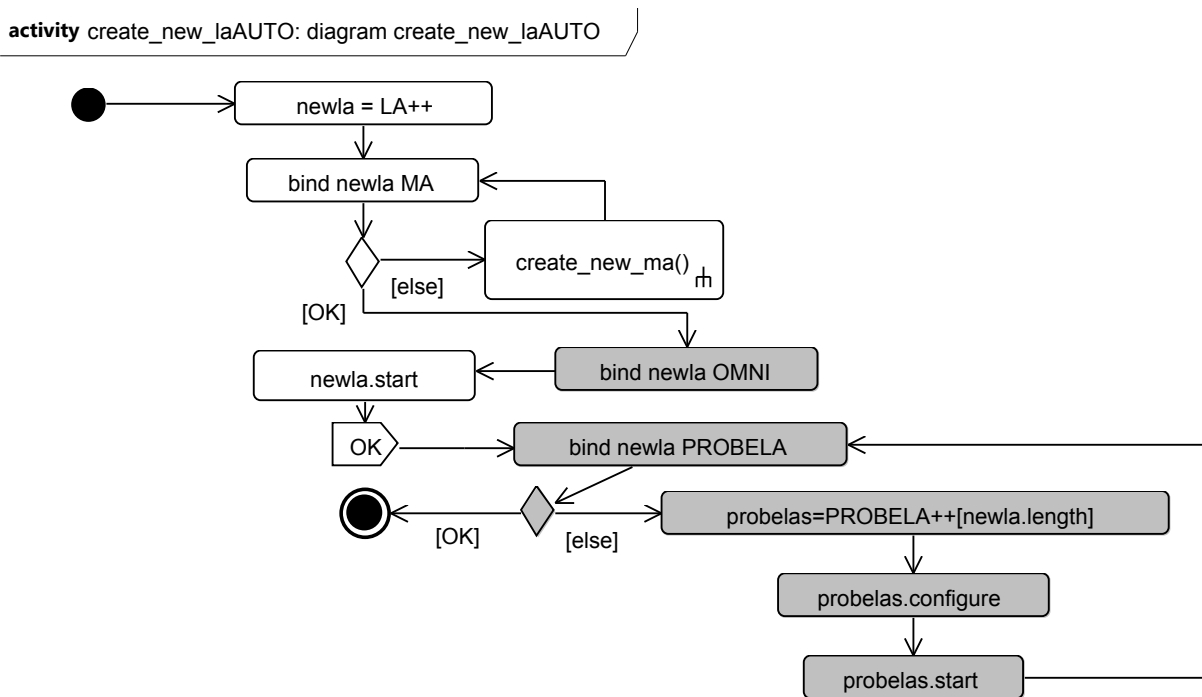 activity create_new_laAUTO: diagram create_new_laAUTO
newla = LA++
bind newla MA
create_new_ma()
[else]
[OK]
bind newla OMNI
newla.start
OK
bind newla PROBELA
probelas=PROBELA++[newla.length]
[OK]
[else]
probelas.configure
probelas.start